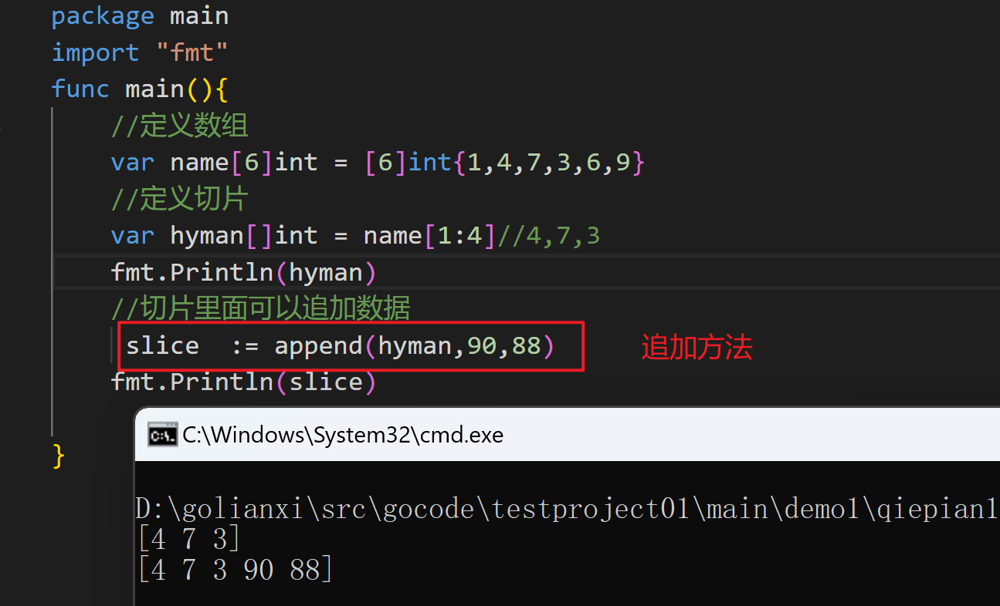 package main
import "fmt"
func main(){
//定义数组
var name[6]int = [6]int{1,4,7,3,6,9}
//定义切片
var hyman[]int = name[1:4]//4,7,3
fmt.Println(hyman)
//切片里面可以追加数据
slice := append(hyman,90,88)
追加方法
fmt.Println(slice)
}
C:\Windows\System32\cmd.exe
D:\golianxi\src\gocode\testproject01\main\demo1\qiepian1
[4 7 3]
[4 7 3 90 88]